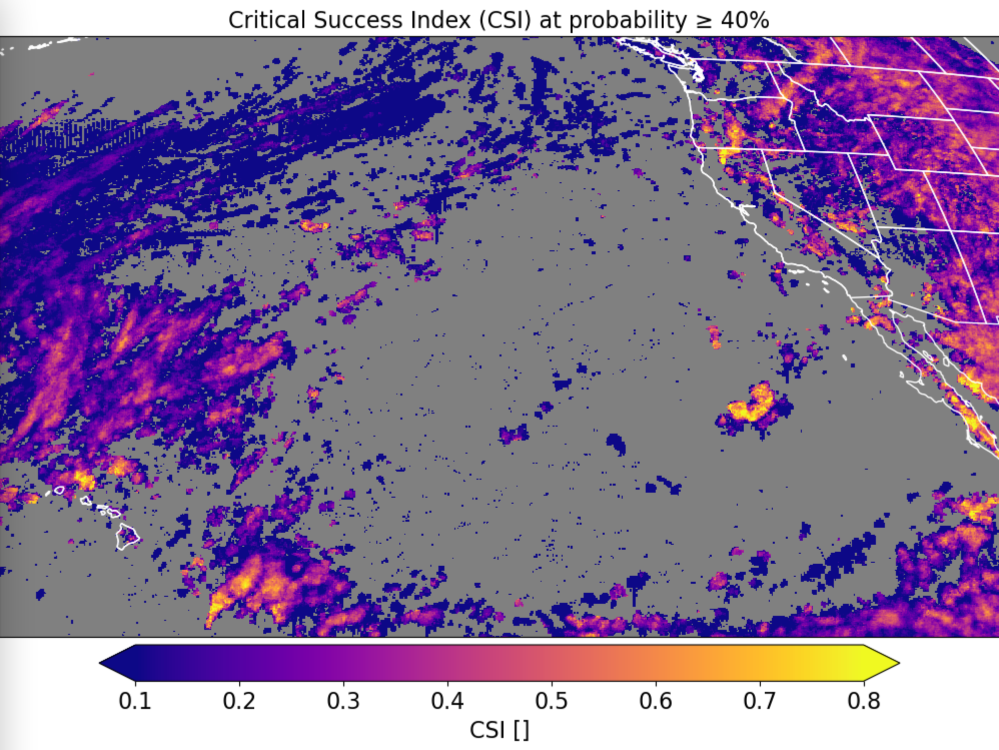 Critical Success Index (CSI) at probability ≥ 40%
0.1 0.2 0.3 0.4 0.5 0.6 0.7 0.8
CSI []